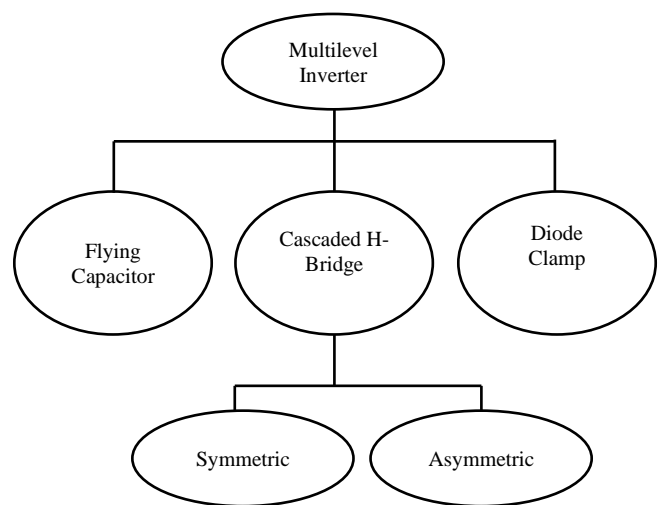 Multilevel
Inverter
Flying
Capacitor
Cascaded H-
Bridge
Diode
Clamp
Symmetric
Asymmetric